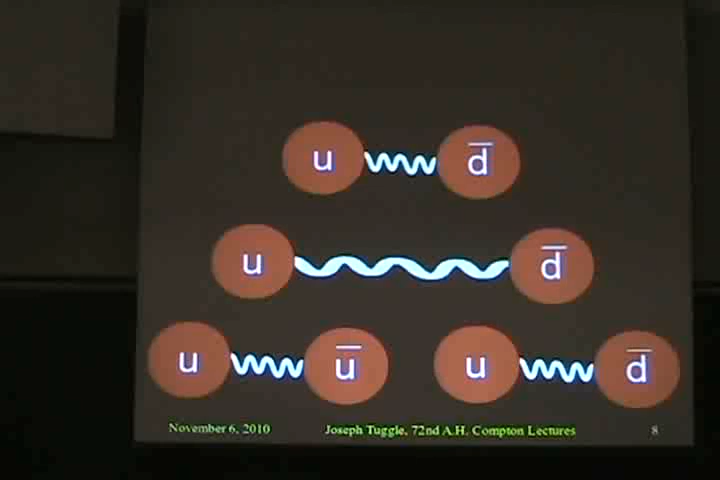 u d̅
u d̅
u u̅ u d̅
November 6, 2010 Joseph Tuggle, 72nd A.H. Compton Lectures 8